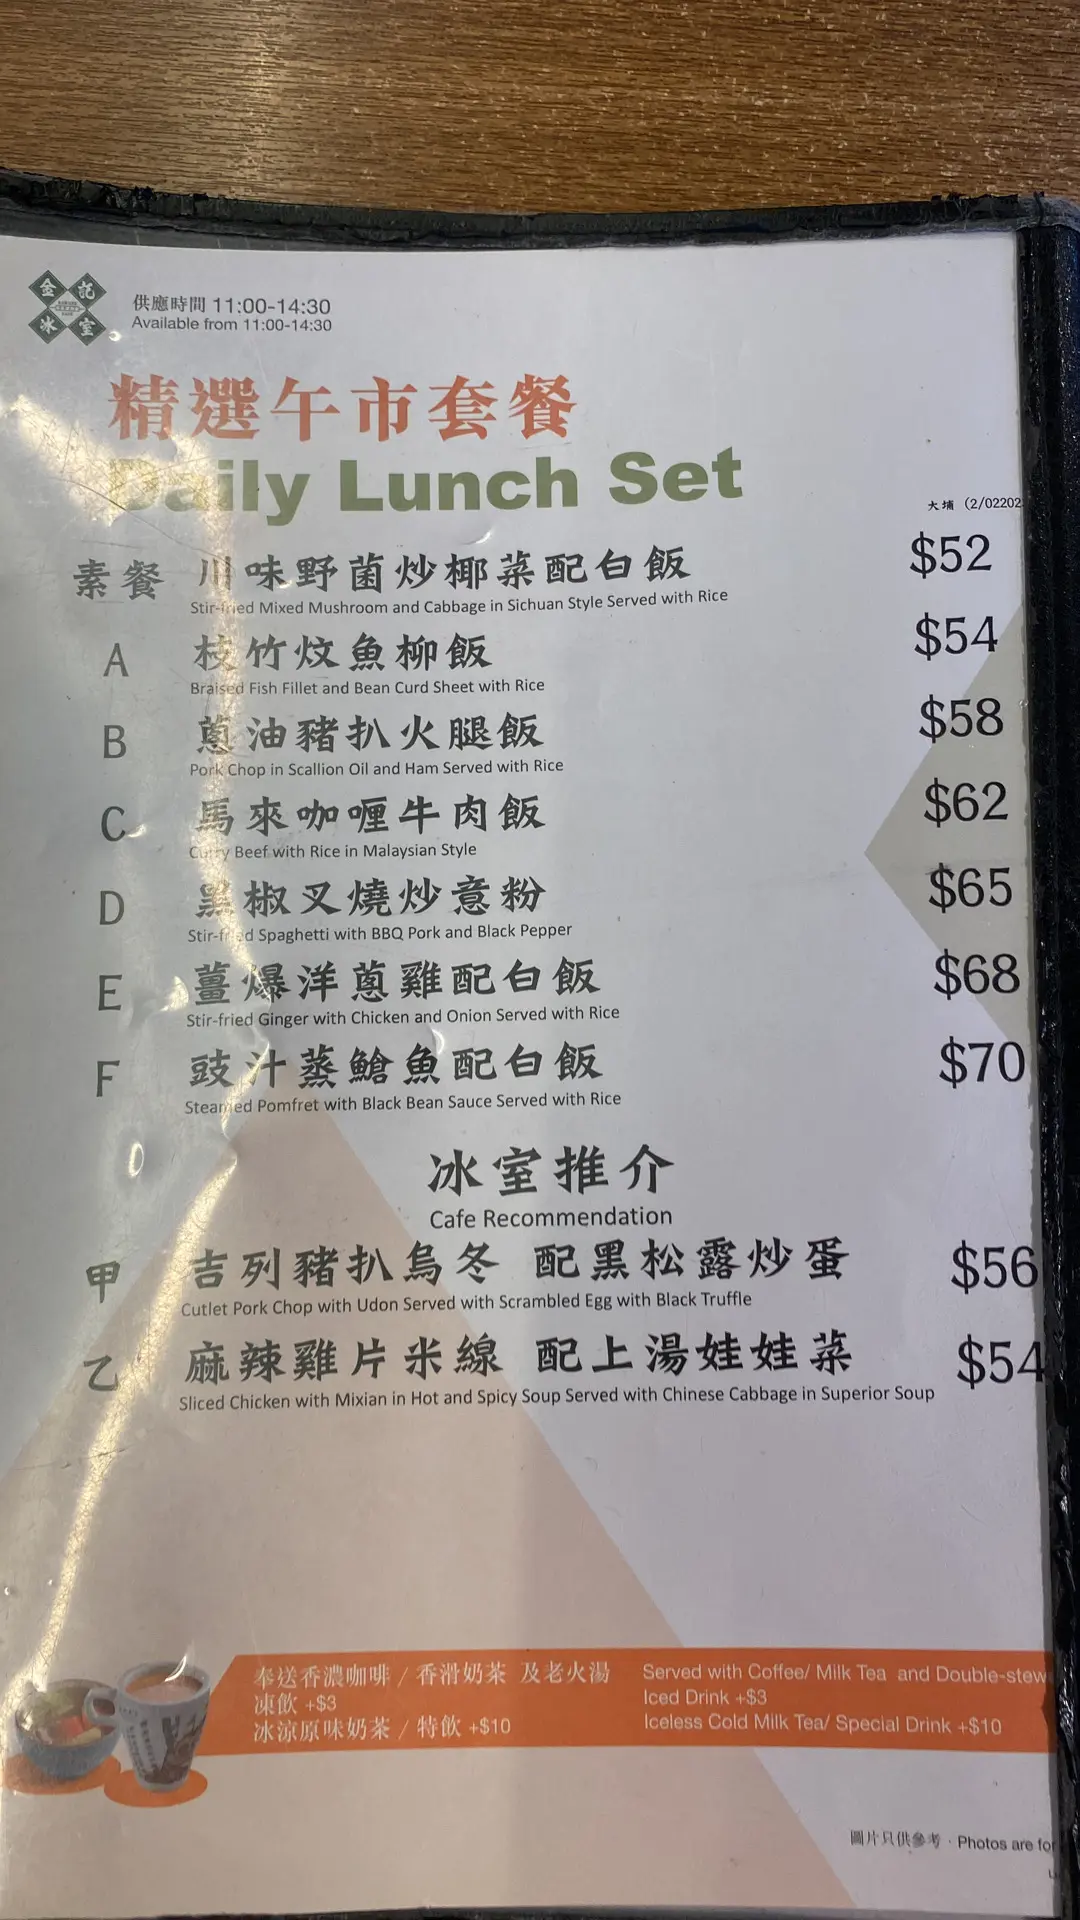 金記冰室
供應時間 11:00-14:30
Available from 11:00-14:30
精選午市套餐
Daily Lunch Set
大埔 (2/02202
素餐 川味野菌炒椰菜配白飯 $52
Stir-fried Mixed Mushroom and Cabbage in Sichuan Style Served with Rice
A 枝竹炆魚柳飯 $54
Braised Fish Fillet and Bean Curd Sheet with Rice
B 蔥油豬扒火腿飯 $58
Pork Chop in Scallion Oil and Ham Served with Rice
C 馬來咖喱牛肉飯 $62
Curry Beef with Rice in Malaysian Style
D 黑椒叉燒炒意粉 $65
Stir-fried Spaghetti with BBQ Pork and Black Pepper
E 薑爆洋蔥雞配白飯 $68
Stir-fried Ginger with Chicken and Onion Served with Rice
F 豉汁蒸鯧魚配白飯 $70
Steamed Pomfret with Black Bean Sauce Served with Rice
冰室推介
Cafe Recommendation
甲 吉列豬扒烏冬 配黑松露炒蛋 $56
Cutlet Pork Chop with Udon Served with Scrambled Egg with Black Truffle
乙 麻辣雞片米線 配上湯娃娃菜 $54
Sliced Chicken with Mixian in Hot and Spicy Soup Served with Chinese Cabbage in Superior Soup
奉送香濃咖啡 / 香滑奶茶 及老火湯
凍飲 +$3
冰涼原味奶茶 / 特飲 +$10
Served with Coffee/ Milk Tea and Double-stew
Iced Drink +$3
Iceless Cold Milk Tea/ Special Drink +$10
圖片只供參考 · Photos are for